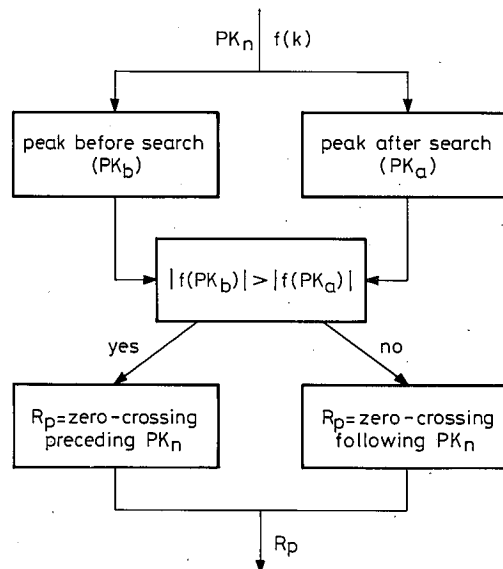 PKn f(k)
peak before search
(PKb)
peak after search
(PKa)
|f(PKb)|>|f(PKa)|
yes
no
Rp=zero-crossing
preceding PKn
Rp=zero-crossing
following PKn
Rp